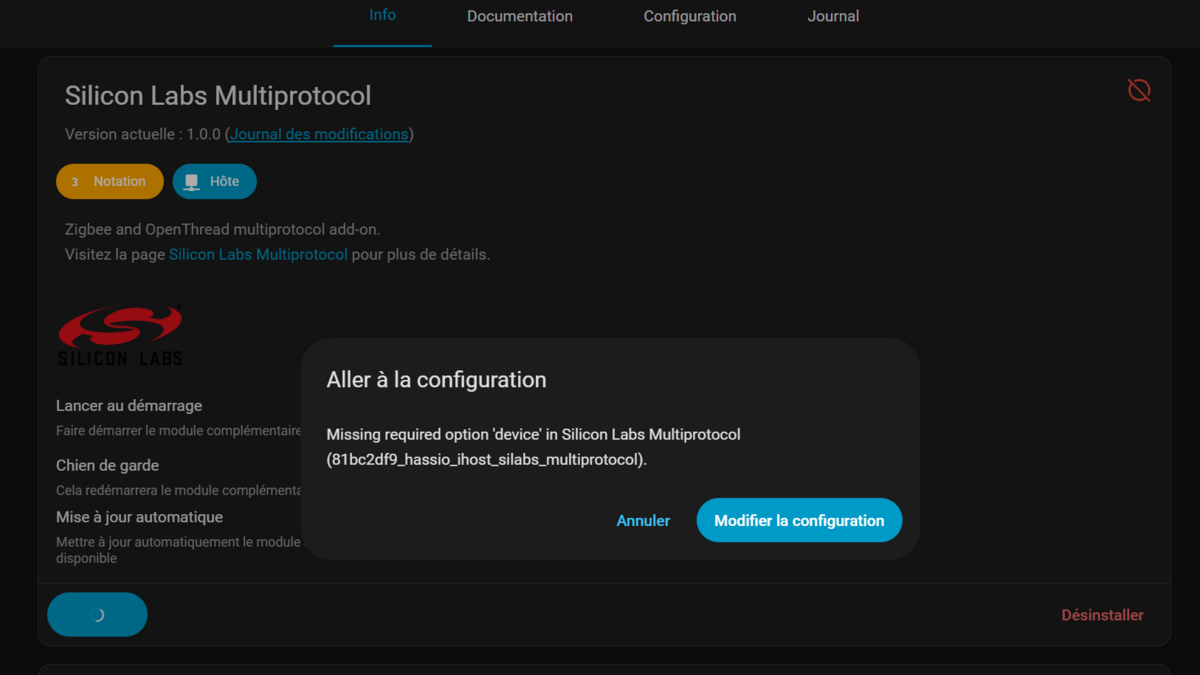 Info
Documentation
Configuration
Journal
Silicon Labs Multiprotocol
Version actuelle : 1.0.0 (Journal des modifications)
3 Notation
Hôte
Zigbee and OpenThread multiprotocol add-on.
Visitez la page Silicon Labs Multiprotocol pour plus de détails.
SILICON LABS
Lancer au démarrage
Faire démarrer le module complémentaire
Chien de garde
Cela redémarrera le module complémenta
Mise à jour automatique
Mettre à jour automatiquement le module
disponible
Aller à la configuration
Missing required option 'device' in Silicon Labs Multiprotocol
(81bc2df9_hassio_ihost_silabs_multiprotocol).
Annuler
Modifier la configuration
Désinstaller